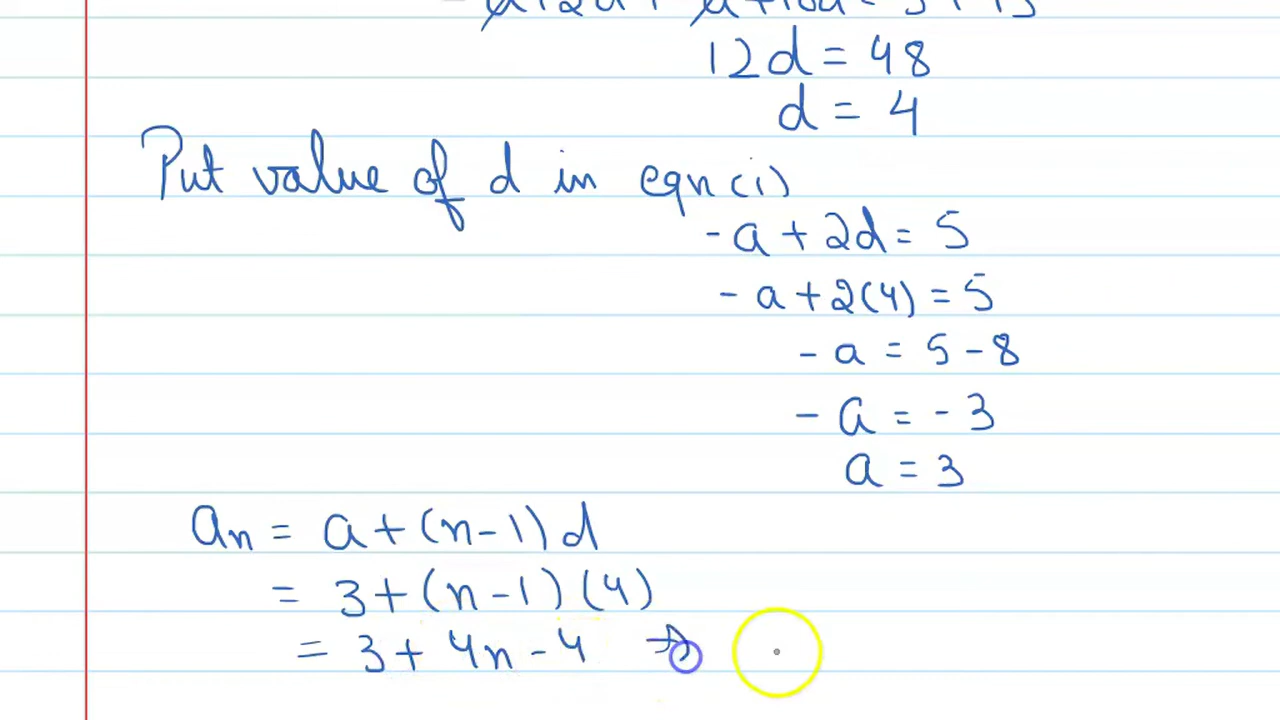 12d = 48
d = 4
Put value of d in eqn (i)
-a + 2d = 5
-a + 2(4) = 5
-a = 5 - 8
-a = -3
a = 3
an = a + (n-1)d
= 3 + (n-1)(4)
= 3 + 4n - 4 ⇒